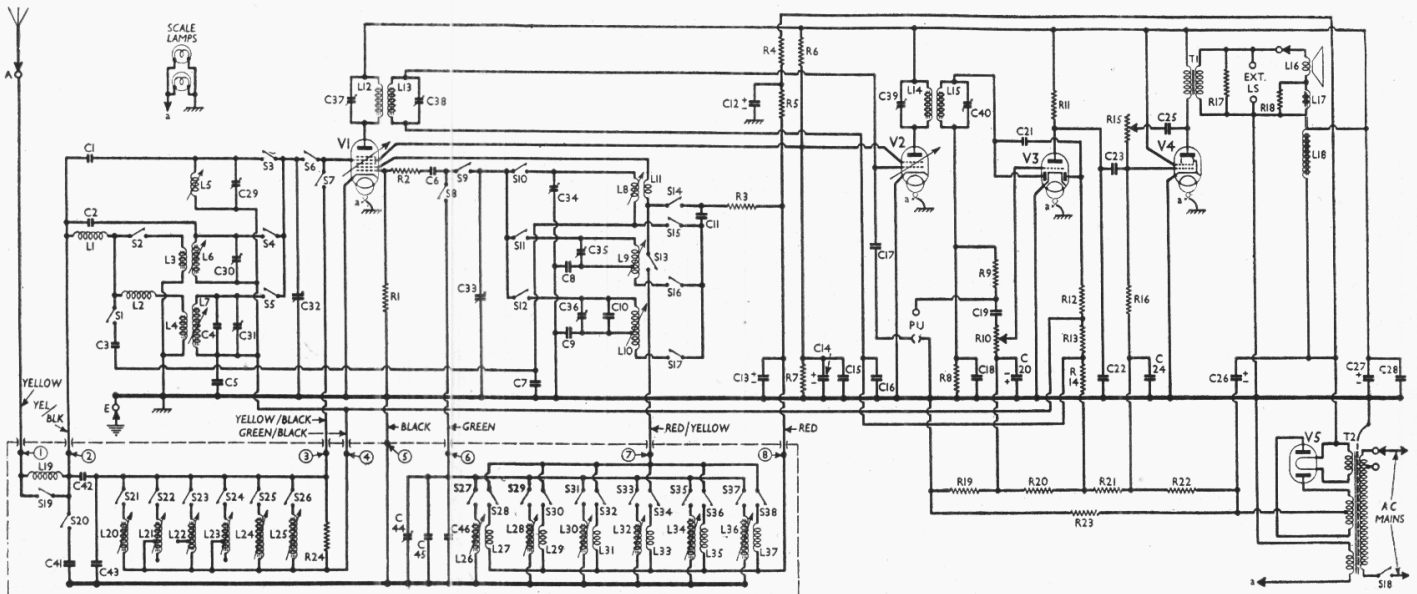 SCALE
LAMPS
A
a
C37
L12
L13
C38
V1
a
R4
R6
C12
R5
C39
L14
L15
C40
V2
a
R11
C21
V3
a
R15
C25
C23
V4
a
T1
R17
EXT.
LS
R18
L16
L17
L18
C1
L5
C29
S3
S6
S7
C2
L1
S2
L3
L6
C30
S4
S5
C32
L2
L4
L7
C4
C31
S1
C3
C5
R1
R2
C6
S8
S9
S10
C34
L8
L11
S14
C11
R3
S15
S11
C35
C8
L9
S13
S16
C33
S12
C36
C10
C9
L10
S17
C7
C17
PU
R9
C19
R10
R12
R13
R14
R16
C13
R7
C14
C15
C16
R8
C18
C20
C22
C24
C26
C27
C28
E
YELLOW
YEL/
BLK
YELLOW/BLACK
GREEN/BLACK
BLACK
GREEN
RED/YELLOW
RED
1
2
3
4
5
6
7
8
L19
S19
C42
S20
C41
C43
S21
S22
S23
S24
S25
S26
L20
L21
L22
L23
L24
L25
R24
C44
C45
C46
S27
S28
S29
S30
S31
S32
S33
S34
S35
S36
S37
S38
L26
L27
L28
L29
L30
L31
L32
L33
L34
L35
L36
L37
R19
R20
R21
R22
R23
V5
T2
AC
MAINS
S18
a